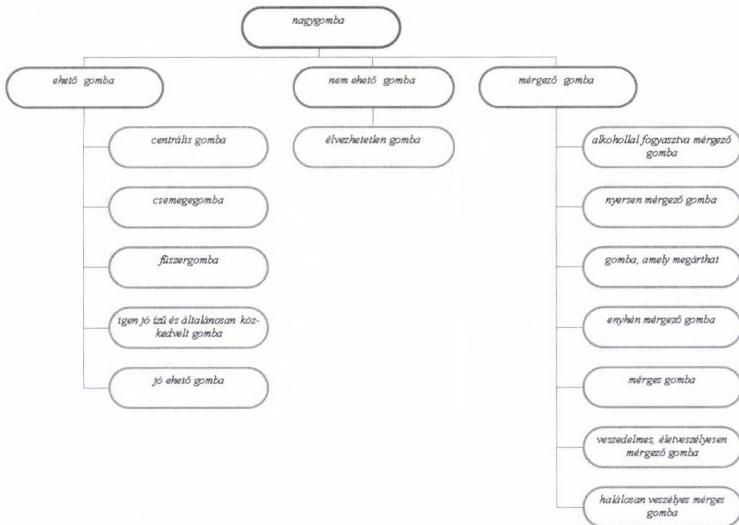 nagygomba
ehető gomba
nem ehető gomba
mérgező gomba
centrális gomba
csemegegomba
fűszergomba
igen jó ízű és általánosan köz-
kedvelt gomba
jó ehető gomba
élvezhetetlen gomba
alkohollal fogyasztva mérgező
gomba
nyersen mérgező gomba
gomba, amely megárthat
enyhén mérgező gomba
mérges gomba
veszedelmes, életveszélyesen
mérgező gomba
halálosan veszélyes mérges
gomba